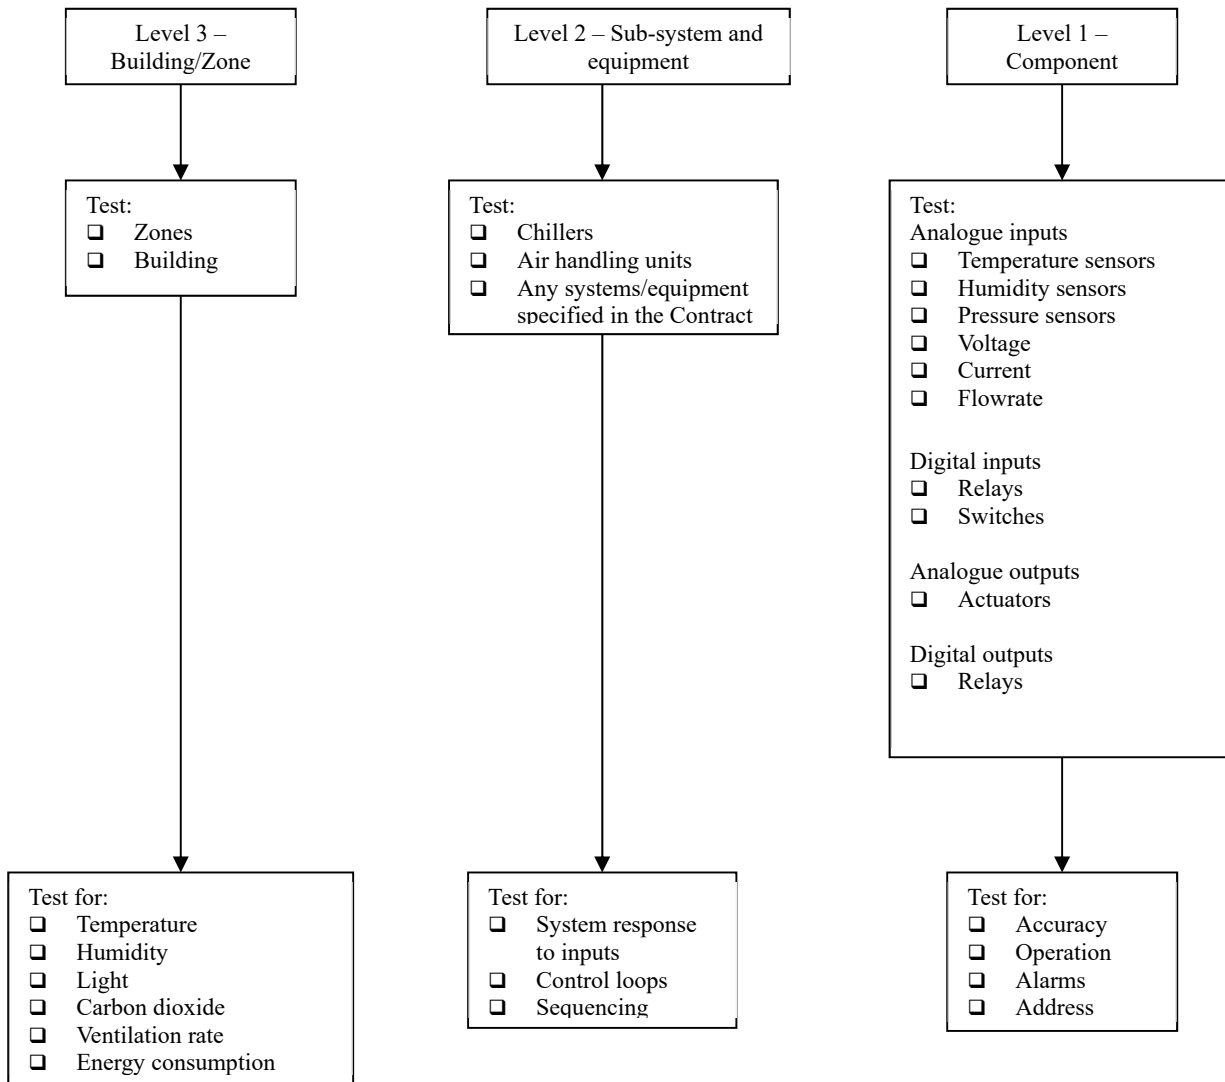 Level 3 –
Building/Zone
Test:
❑ Zones
❑ Building
Test for:
❑ Temperature
❑ Humidity
❑ Light
❑ Carbon dioxide
❑ Ventilation rate
❑ Energy consumption
Level 2 – Sub-system and
equipment
Test:
❑ Chillers
❑ Air handling units
❑ Any systems/equipment
specified in the Contract
Test for:
❑ System response
to inputs
❑ Control loops
❑ Sequencing
Level 1 –
Component
Test:
Analogue inputs
❑ Temperature sensors
❑ Humidity sensors
❑ Pressure sensors
❑ Voltage
❑ Current
❑ Flowrate
Digital inputs
❑ Relays
❑ Switches
Analogue outputs
❑ Actuators
Digital outputs
❑ Relays
Test for:
❑ Accuracy
❑ Operation
❑ Alarms
❑ Address